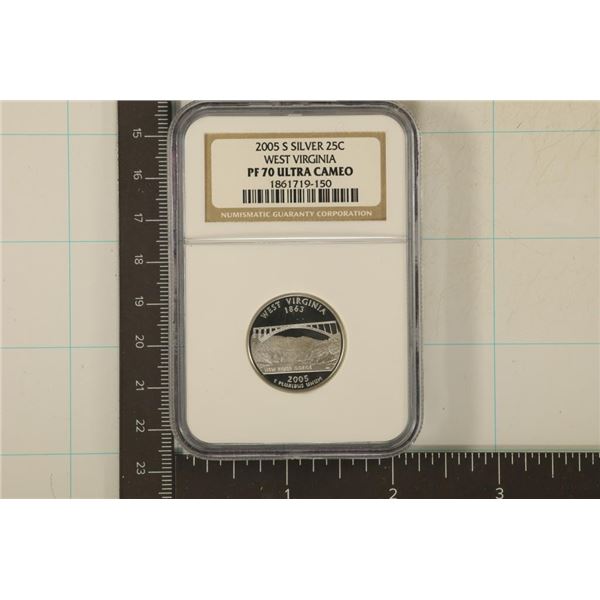 2005 S SILVER 25C
WEST VIRGINIA
PF 70 ULTRA CAMEO
1861719-150
NUMISMATIC GUARANTY CORPORATION
WEST VIRGINIA
1863
NEW RIVER GORGE
2005
E PLURIBUS UNUM
15
16
17
18
19
20
21
22
23
1 2 3